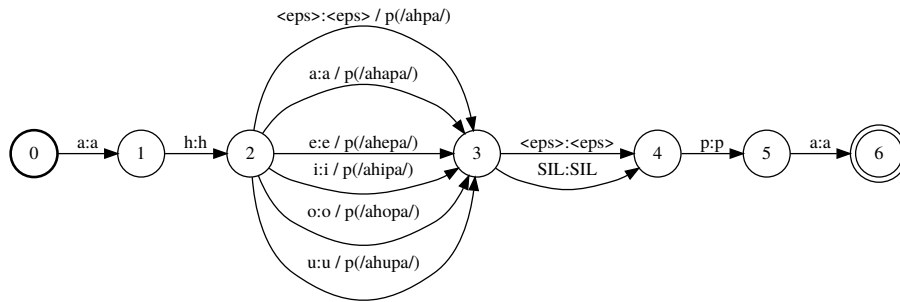 <eps>:<eps> / p(/ahpa/)
a:a / p(/ahapa/)
0 a:a 1 h:h 2 e:e / p(/ahepa/) 3 <eps>:<eps> 4 p:p 5 a:a 6
i:i / p(/ahipa/) SIL:SIL
o:o / p(/ahopa/)
u:u / p(/ahupa/)